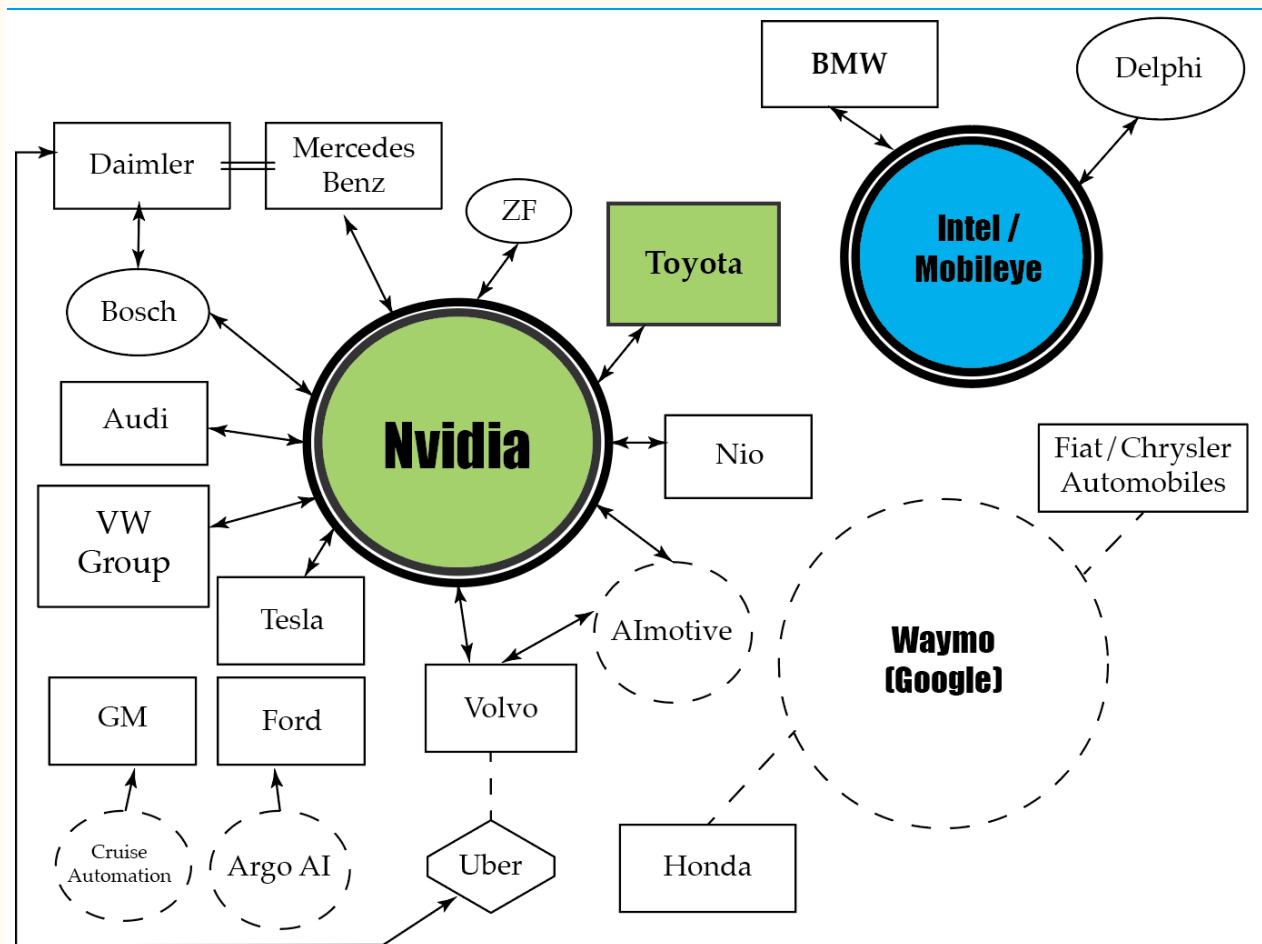 BMW
Delphi
Daimler
Mercedes
Benz
ZF
Toyota
Intel /
Mobileye
Bosch
Audi
Nvidia
Nio
Fiat/Chrysler
Automobiles
VW
Group
Tesla
AImotive
Waymo
(Google)
GM
Ford
Volvo
Cruise
Automation
Argo AI
Uber
Honda